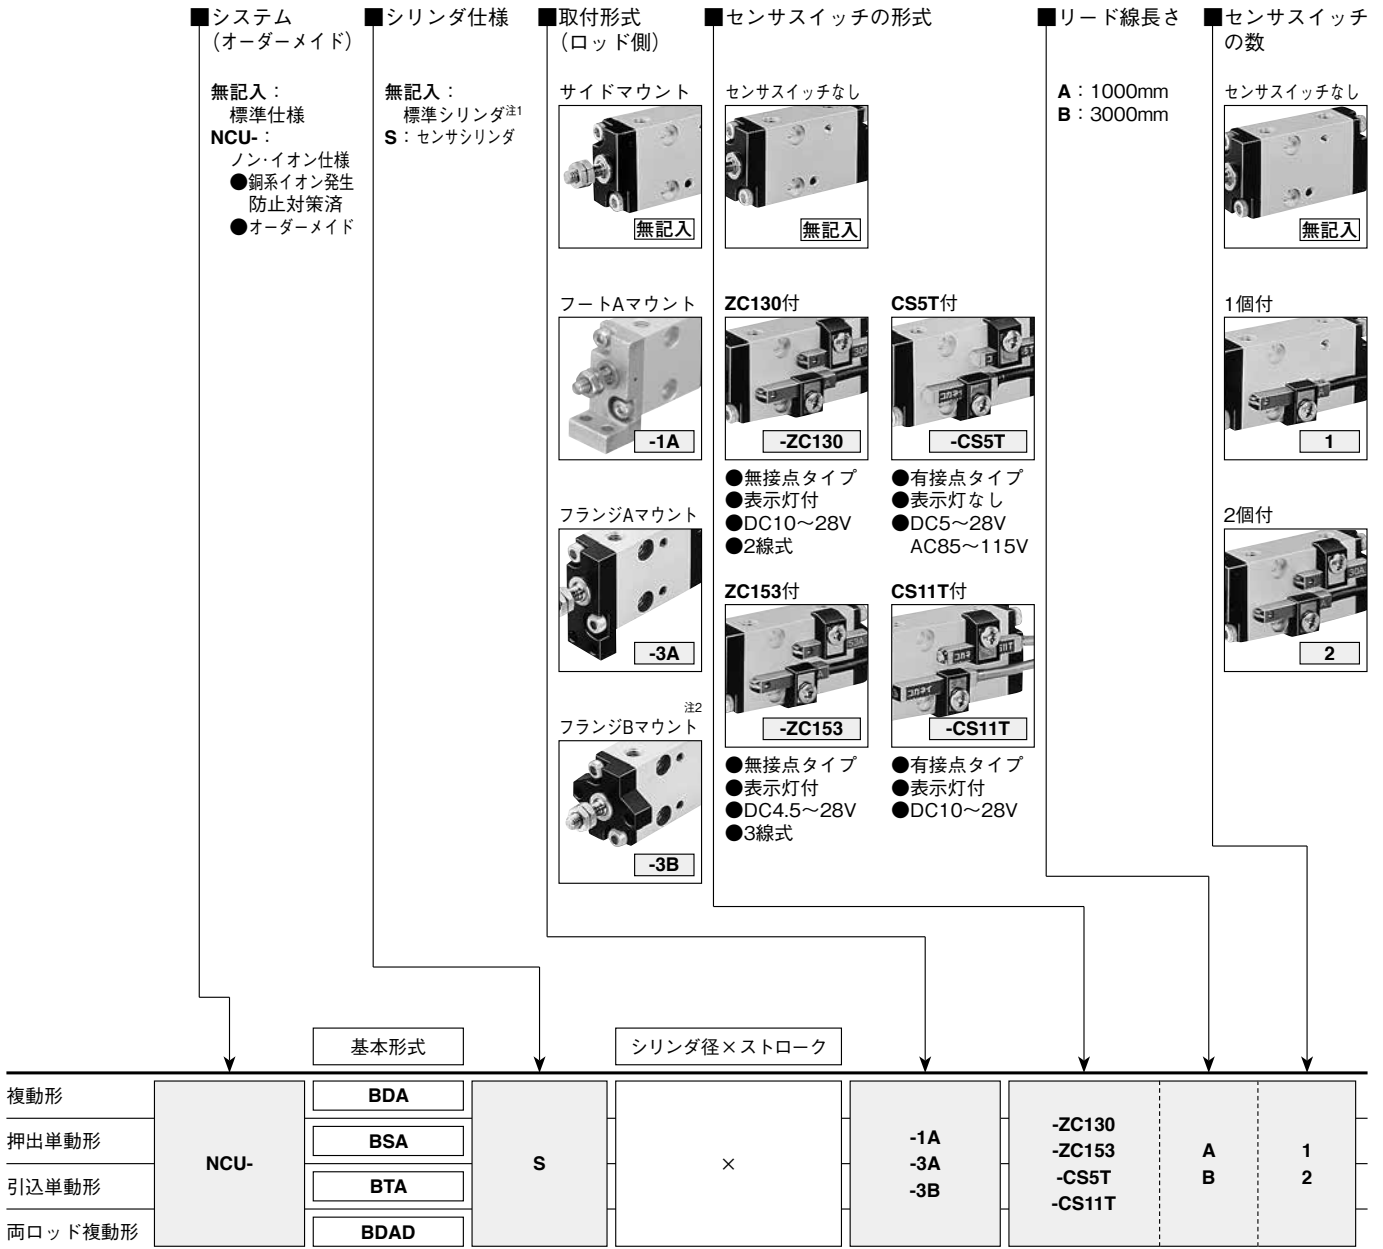 ■システム
（オーダーメイド）
無記入：
標準仕様
NCU-：
ノン・イオン仕様
●銅系イオン発生
防止対策済
●オーダーメイド
■シリンダ仕様
無記入：
標準シリンダ注1
S：センサシリンダ
■取付形式
（ロッド側）
サイドマウント
無記入
フートAマウント
-1A
フランジAマウント
-3A
注2
フランジBマウント
-3B
■センサスイッチの形式
センサスイッチなし
無記入
ZC130付
-ZC130
●無接点タイプ
●表示灯付
●DC10〜28V
●2線式
CS5T付
-CS5T
●有接点タイプ
●表示灯なし
●DC5〜28V
AC85〜115V
ZC153付
-ZC153
●無接点タイプ
●表示灯付
●DC4.5〜28V
●3線式
CS11T付
-CS11T
●有接点タイプ
●表示灯付
●DC10〜28V
■リード線長さ
A：1000mm
B：3000mm
■センサスイッチ
の数
センサスイッチなし
無記入
1個付
1
2個付
2
基本形式
シリンダ径×ストローク
複動形
押出単動形
引込単動形
両ロッド複動形
NCU-
BDA
BSA
BTA
BDAD
S
×
-1A
-3A
-3B
-ZC130
-ZC153
-CS5T
-CS11T
A
B
1
2